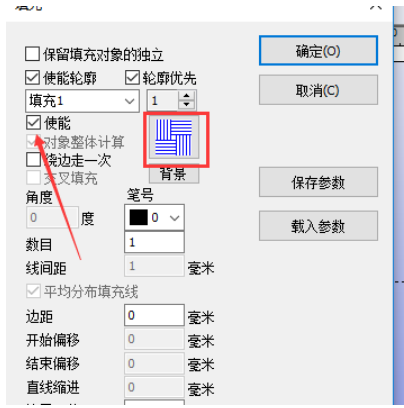 填充
保留填充对象的独立
确定(O)
使能轮廓 轮廓优先
取消(C)
填充1 1
使能
对象整体计算
绕边走一次
交叉填充 背景
保存参数
角度 笔号
0 度 0
载入参数
数目 1
线间距 1 毫米
平均分布填充线
边距 0 毫米
开始偏移 0 毫米
结束偏移 0 毫米
直线缩进 0 毫米